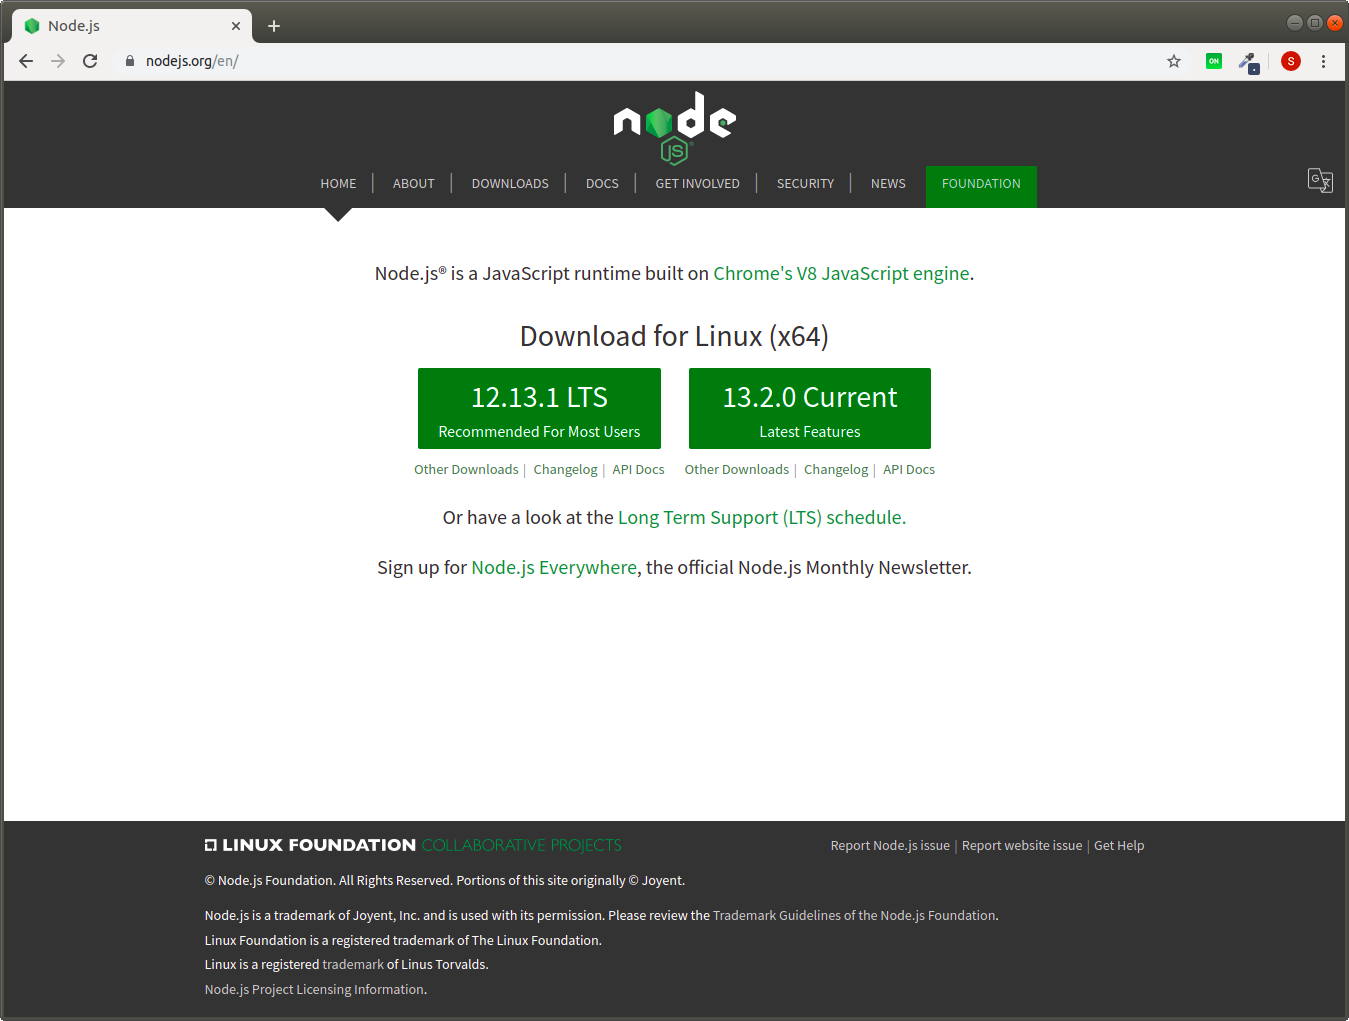 Node.js
nodejs.org/en/
ON
S
node
JS
HOME | ABOUT | DOWNLOADS | DOCS | GET INVOLVED | SECURITY | NEWS FOUNDATION
G文
Node.js® is a JavaScript runtime built on Chrome's V8 JavaScript engine.
Download for Linux (x64)
12.13.1 LTS
Recommended For Most Users
13.2.0 Current
Latest Features
Other Downloads | Changelog | API Docs
Other Downloads | Changelog | API Docs
Or have a look at the Long Term Support (LTS) schedule.
Sign up for Node.js Everywhere, the official Node.js Monthly Newsletter.
LINUX FOUNDATION COLLABORATIVE PROJECTS
Report Node.js issue | Report website issue | Get Help
© Node.js Foundation. All Rights Reserved. Portions of this site originally © Joyent.
Node.js is a trademark of Joyent, Inc. and is used with its permission. Please review the Trademark Guidelines of the Node.js Foundation.
Linux Foundation is a registered trademark of The Linux Foundation.
Linux is a registered trademark of Linus Torvalds.
Node.js Project Licensing Information.